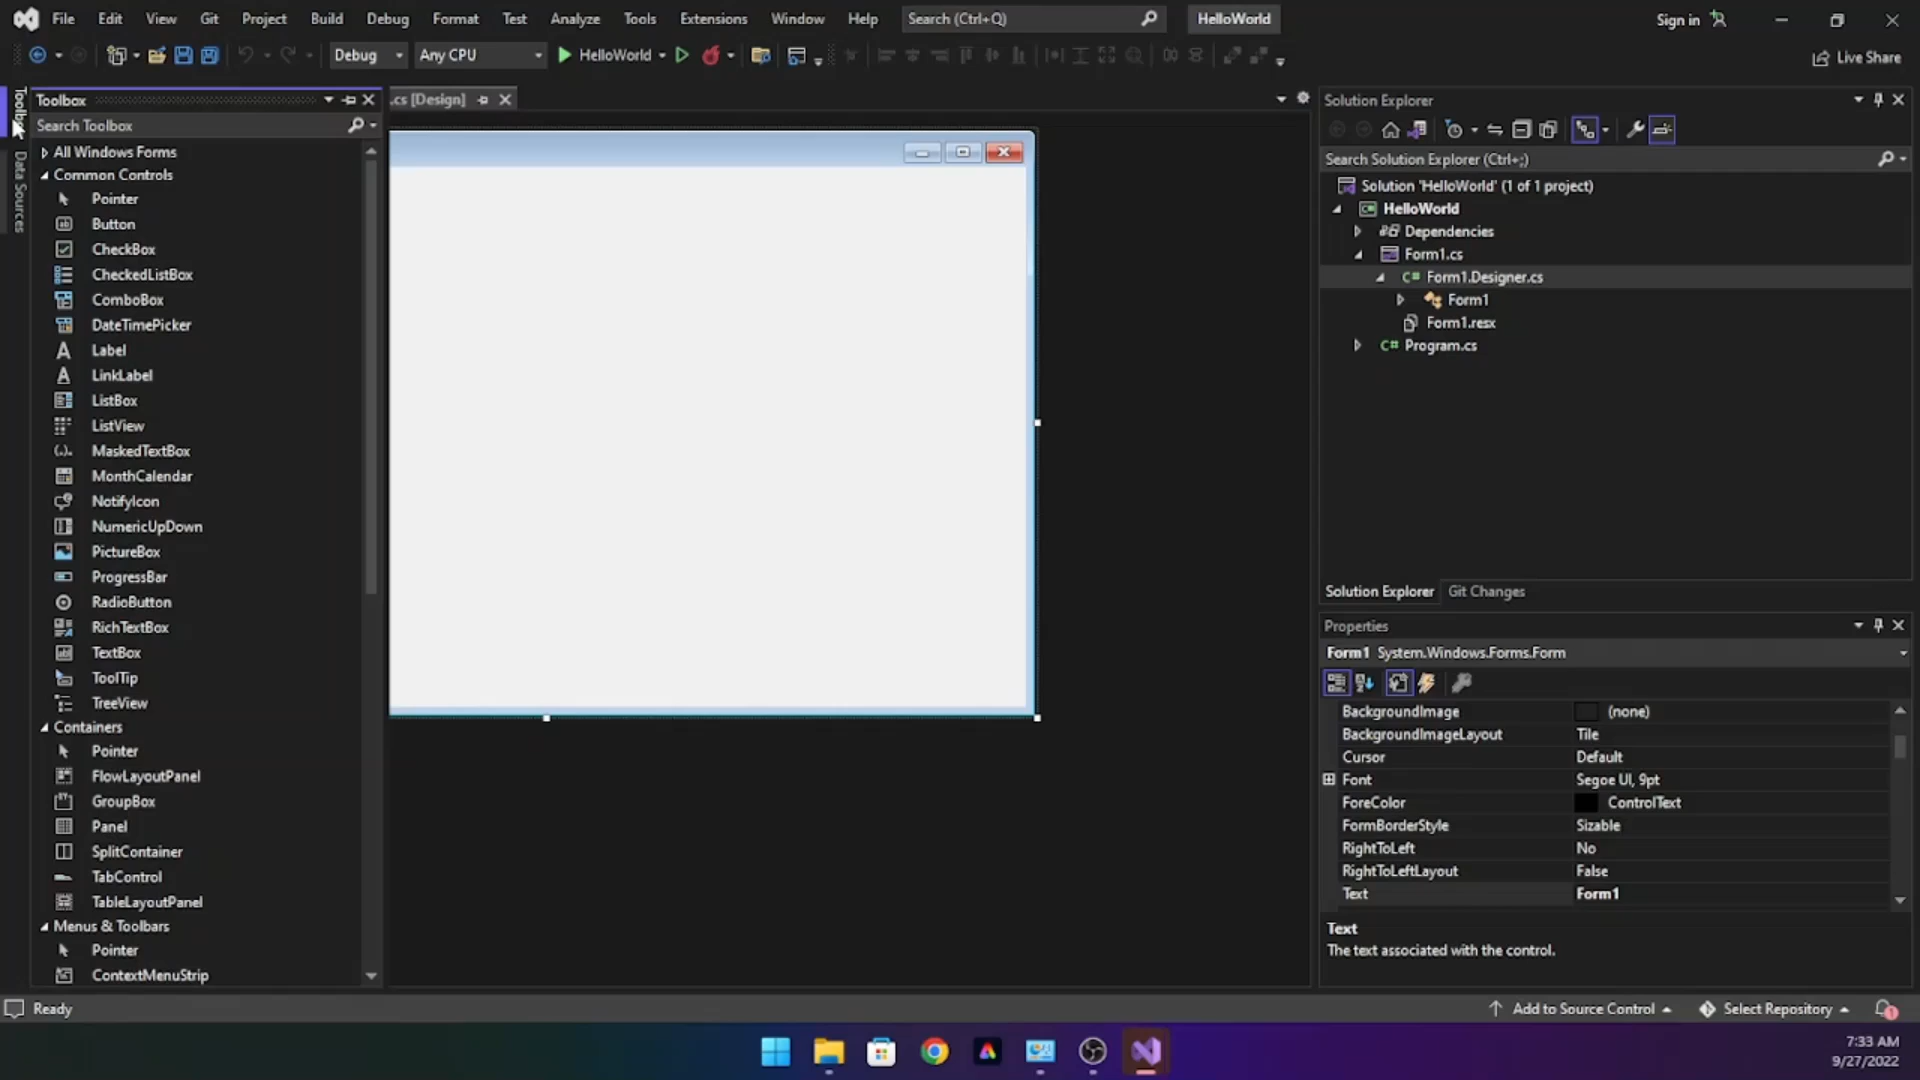 File Edit View Git Project Build Debug Format Test Analyze Tools Extensions Window Help Search (Ctrl+Q) HelloWorld Sign in
Debug Any CPU HelloWorld Live Share
Toolbox
Data Sources
Toolbox
Search Toolbox
All Windows Forms
Common Controls
Pointer
Button
CheckBox
CheckedListBox
ComboBox
DateTimePicker
Label
LinkLabel
ListBox
ListView
MaskedTextBox
MonthCalendar
NotifyIcon
NumericUpDown
PictureBox
ProgressBar
RadioButton
RichTextBox
TextBox
ToolTip
TreeView
Containers
Pointer
FlowLayoutPanel
GroupBox
Panel
SplitContainer
TabControl
TableLayoutPanel
Menus & Toolbars
Pointer
ContextMenuStrip
.cs [Design]
Solution Explorer
Search Solution Explorer (Ctrl+;)
Solution 'HelloWorld' (1 of 1 project)
HelloWorld
Dependencies
Form1.cs
C# Form1.Designer.cs
Form1
Form1.resx
C# Program.cs
Solution Explorer Git Changes
Properties
Form1 System.Windows.Forms.Form
BackgroundImage (none)
BackgroundImageLayout Tile
Cursor Default
Font Segoe UI, 9pt
ForeColor ControlText
FormBorderStyle Sizable
RightToLeft No
RightToLeftLayout False
Text Form1
Text
The text associated with the control.
Ready Add to Source Control Select Repository 1
7:33 AM
9/27/2022